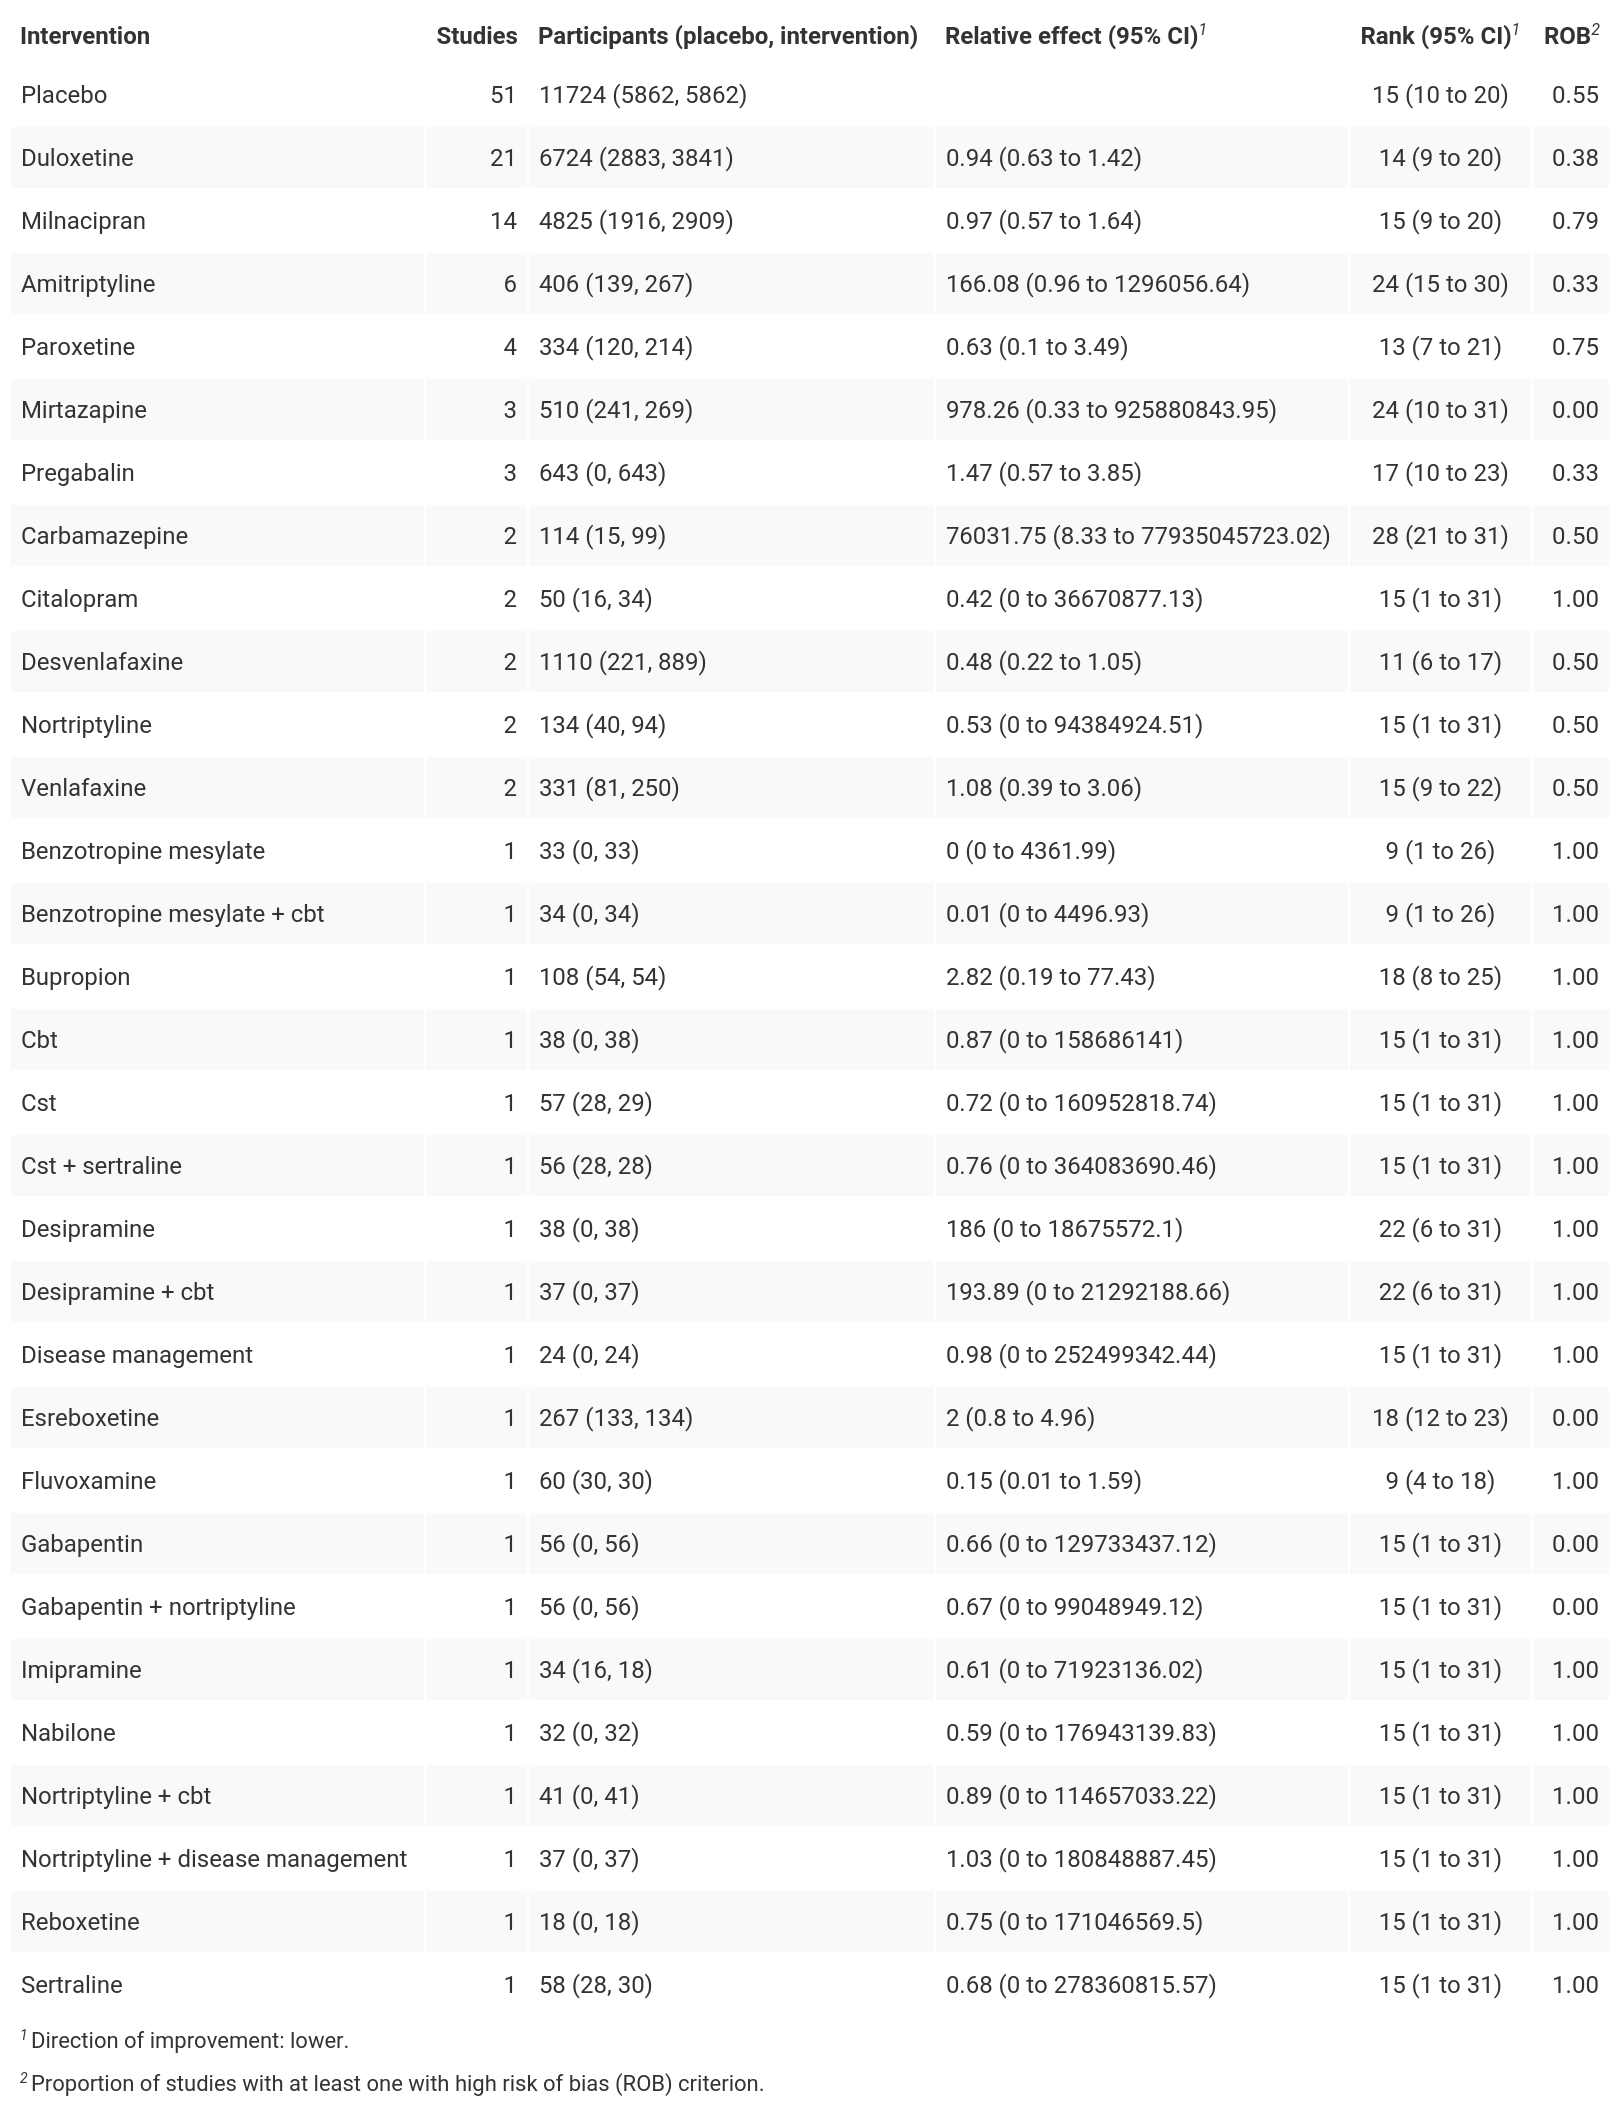 Intervention Studies Participants (placebo, intervention) Relative effect (95% CI)1 Rank (95% CI)1 ROB2
Placebo 51 11724 (5862, 5862) 15 (10 to 20) 0.55
Duloxetine 21 6724 (2883, 3841) 0.94 (0.63 to 1.42) 14 (9 to 20) 0.38
Milnacipran 14 4825 (1916, 2909) 0.97 (0.57 to 1.64) 15 (9 to 20) 0.79
Amitriptyline 6 406 (139, 267) 166.08 (0.96 to 1296056.64) 24 (15 to 30) 0.33
Paroxetine 4 334 (120, 214) 0.63 (0.1 to 3.49) 13 (7 to 21) 0.75
Mirtazapine 3 510 (241, 269) 978.26 (0.33 to 925880843.95) 24 (10 to 31) 0.00
Pregabalin 3 643 (0, 643) 1.47 (0.57 to 3.85) 17 (10 to 23) 0.33
Carbamazepine 2 114 (15, 99) 76031.75 (8.33 to 77935045723.02) 28 (21 to 31) 0.50
Citalopram 2 50 (16, 34) 0.42 (0 to 36670877.13) 15 (1 to 31) 1.00
Desvenlafaxine 2 1110 (221, 889) 0.48 (0.22 to 1.05) 11 (6 to 17) 0.50
Nortriptyline 2 134 (40, 94) 0.53 (0 to 94384924.51) 15 (1 to 31) 0.50
Venlafaxine 2 331 (81, 250) 1.08 (0.39 to 3.06) 15 (9 to 22) 0.50
Benzotropine mesylate 1 33 (0, 33) 0 (0 to 4361.99) 9 (1 to 26) 1.00
Benzotropine mesylate + cbt 1 34 (0, 34) 0.01 (0 to 4496.93) 9 (1 to 26) 1.00
Bupropion 1 108 (54, 54) 2.82 (0.19 to 77.43) 18 (8 to 25) 1.00
Cbt 1 38 (0, 38) 0.87 (0 to 158686141) 15 (1 to 31) 1.00
Cst 1 57 (28, 29) 0.72 (0 to 160952818.74) 15 (1 to 31) 1.00
Cst + sertraline 1 56 (28, 28) 0.76 (0 to 364083690.46) 15 (1 to 31) 1.00
Desipramine 1 38 (0, 38) 186 (0 to 18675572.1) 22 (6 to 31) 1.00
Desipramine + cbt 1 37 (0, 37) 193.89 (0 to 21292188.66) 22 (6 to 31) 1.00
Disease management 1 24 (0, 24) 0.98 (0 to 252499342.44) 15 (1 to 31) 1.00
Esreboxetine 1 267 (133, 134) 2 (0.8 to 4.96) 18 (12 to 23) 0.00
Fluvoxamine 1 60 (30, 30) 0.15 (0.01 to 1.59) 9 (4 to 18) 1.00
Gabapentin 1 56 (0, 56) 0.66 (0 to 129733437.12) 15 (1 to 31) 0.00
Gabapentin + nortriptyline 1 56 (0, 56) 0.67 (0 to 99048949.12) 15 (1 to 31) 0.00
Imipramine 1 34 (16, 18) 0.61 (0 to 71923136.02) 15 (1 to 31) 1.00
Nabilone 1 32 (0, 32) 0.59 (0 to 176943139.83) 15 (1 to 31) 1.00
Nortriptyline + cbt 1 41 (0, 41) 0.89 (0 to 114657033.22) 15 (1 to 31) 1.00
Nortriptyline + disease management 1 37 (0, 37) 1.03 (0 to 180848887.45) 15 (1 to 31) 1.00
Reboxetine 1 18 (0, 18) 0.75 (0 to 171046569.5) 15 (1 to 31) 1.00
Sertraline 1 58 (28, 30) 0.68 (0 to 278360815.57) 15 (1 to 31) 1.00
1 Direction of improvement: lower.
2 Proportion of studies with at least one with high risk of bias (ROB) criterion.